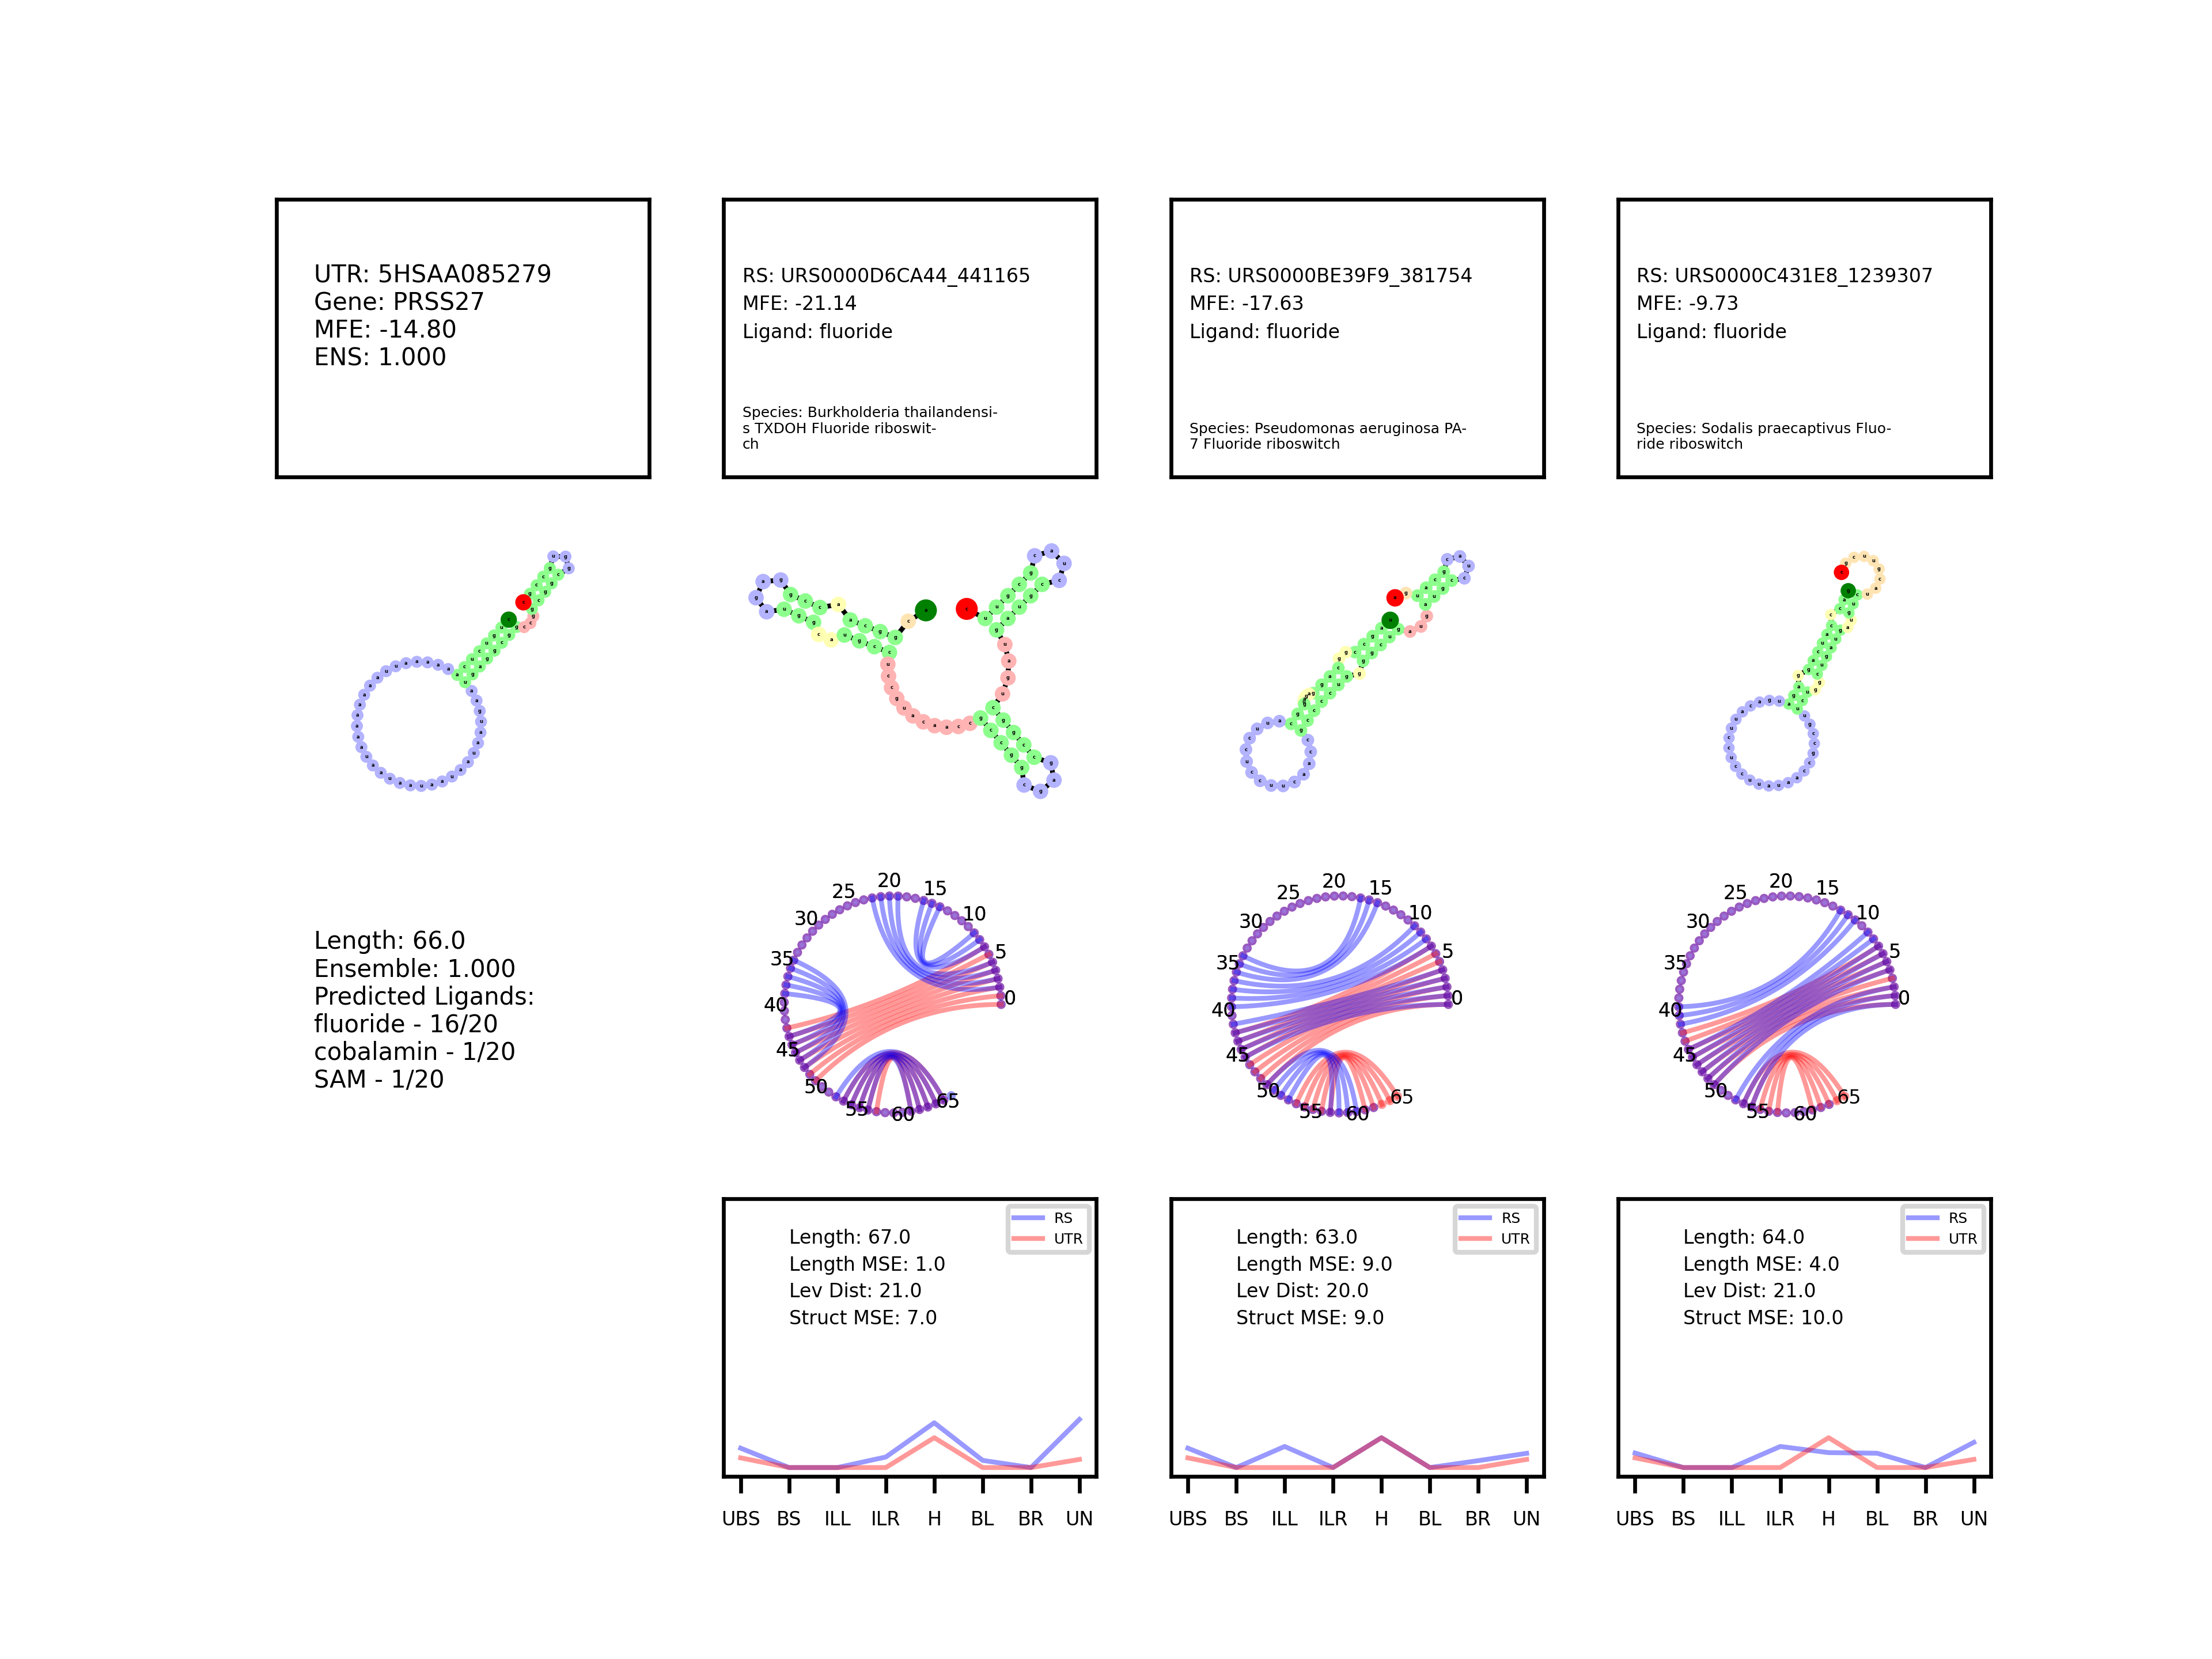 UTR: 5HSAA085279
Gene: PRSS27
MFE: -14.80
ENS: 1.000
RS: URS0000D6CA44_441165
MFE: -21.14
Ligand: fluoride
Species: Burkholderia thailandensi-
s TXDOH Fluoride riboswit-
ch
RS: URS0000BE39F9_381754
MFE: -17.63
Ligand: fluoride
Species: Pseudomonas aeruginosa PA-
7 Fluoride riboswitch
RS: URS0000C431E8_1239307
MFE: -9.73
Ligand: fluoride
Species: Sodalis praecaptivus Fluo-
ride riboswitch
Length: 66.0
Ensemble: 1.000
Predicted Ligands:
fluoride - 16/20
cobalamin - 1/20
SAM - 1/20
0 5 10 15 20 25 30 35 40 45 50 55 60 65
0 5 10 15 20 25 30 35 40 45 50 55 60 65
0 5 10 15 20 25 30 35 40 45 50 55 60 65
RS
UTR
Length: 67.0
Length MSE: 1.0
Lev Dist: 21.0
Struct MSE: 7.0
UBS BS ILL ILR H BL BR UN
RS
UTR
Length: 63.0
Length MSE: 9.0
Lev Dist: 20.0
Struct MSE: 9.0
UBS BS ILL ILR H BL BR UN
RS
UTR
Length: 64.0
Length MSE: 4.0
Lev Dist: 21.0
Struct MSE: 10.0
UBS BS ILL ILR H BL BR UN